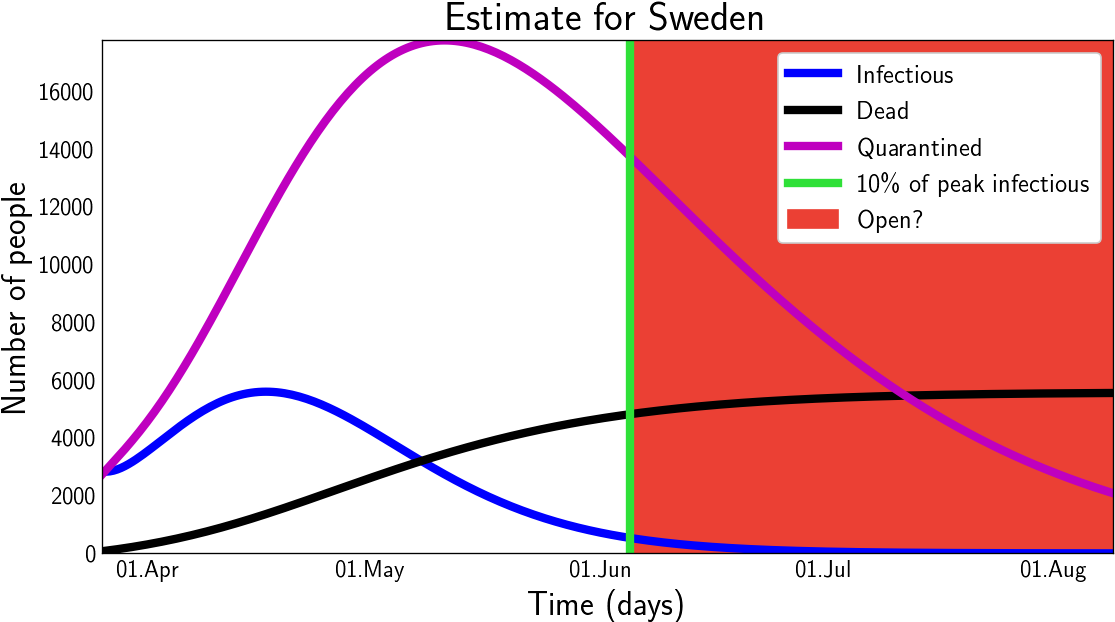 Estimate for Sweden
Number of people
16000
14000
12000
10000
8000
6000
4000
2000
0
Infectious
Dead
Quarantined
10% of peak infectious
Open?
01.Apr 01.May 01.Jun 01.Jul 01.Aug
Time (days)